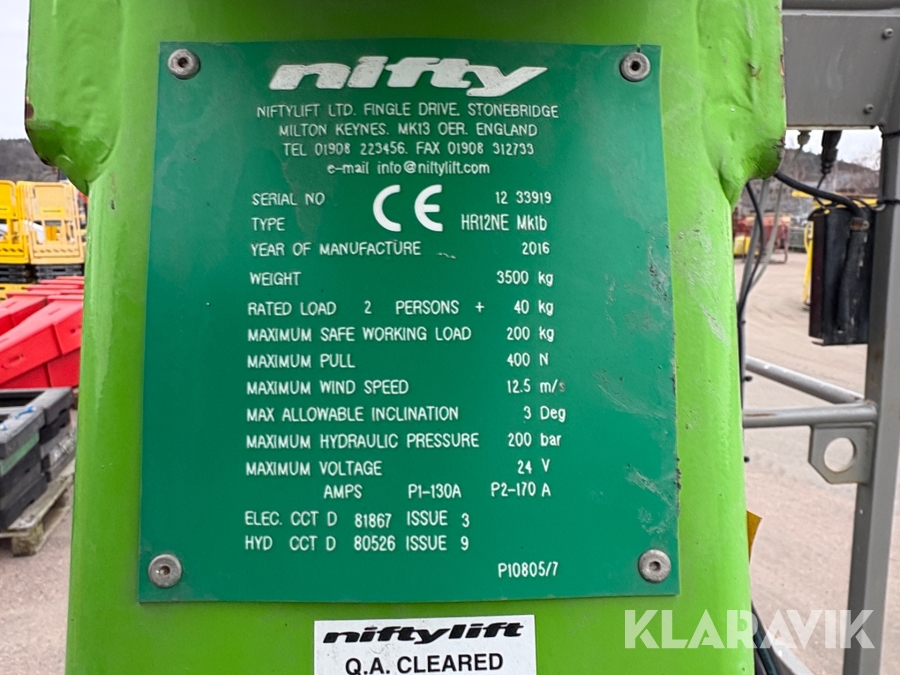 nifty
NIFTYLIFT LTD. FINGLE DRIVE. STONEBRIDGE
MILTON KEYNES. MK13 OER. ENGLAND
TEL 01908 223456. FAX 01908 312733
e-mail info@niftylift.com
SERIAL NO CE 12 33919
TYPE HR12NE Mk1b
YEAR OF MANUFACTURE 2016
WEIGHT 3500 kg
RATED LOAD 2 PERSONS + 40 kg
MAXIMUM SAFE WORKING LOAD 200 kg
MAXIMUM PULL 400 N
MAXIMUM WIND SPEED 12.5 m/s
MAX ALLOWABLE INCLINATION 3 Deg
MAXIMUM HYDRAULIC PRESSURE 200 bar
MAXIMUM VOLTAGE 24 V
AMPS P1-130A P2-170 A
ELEC. CCT D 81867 ISSUE 3
HYD CCT D 80526 ISSUE 9
P10805/7
niftylift
Q.A. CLEARED
KLARAVIK